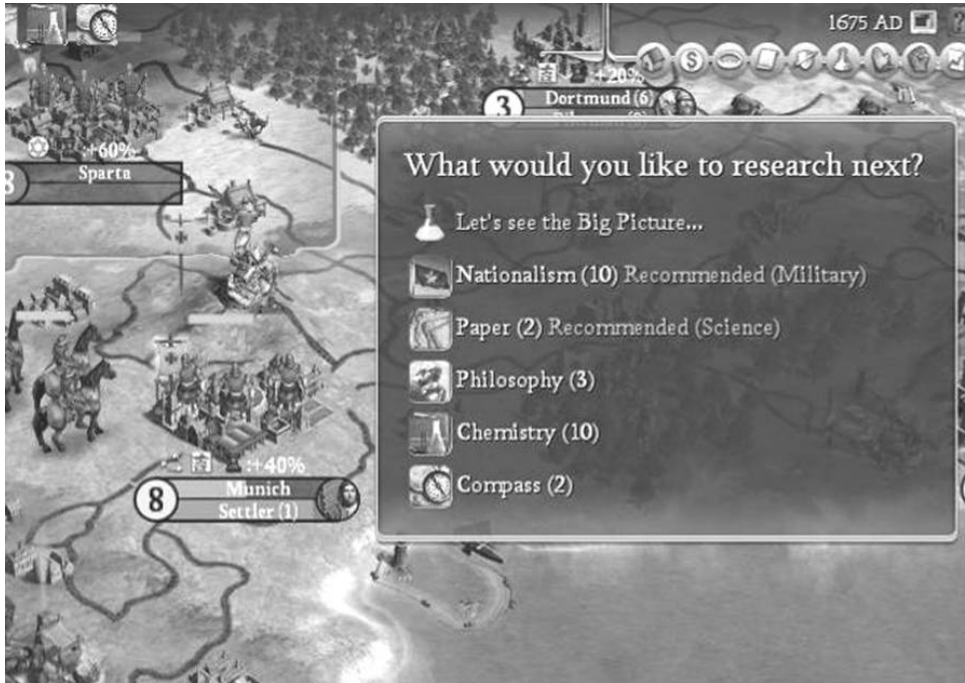 1675 AD
+20%
3
Dortmund (6)
:+60%
8
Sparta
What would you like to research next?
Let's see the Big Picture...
Nationalism (10) Recommended (Military)
Paper (2) Recommended (Science)
Philosophy (3)
Chemistry (10)
Compass (2)
:+40%
8
Munich
Settler (1)